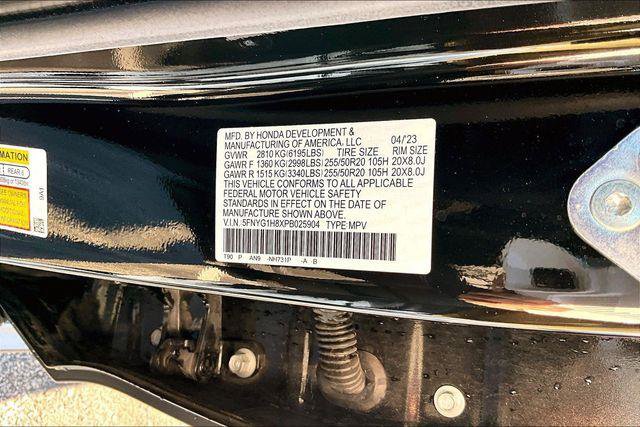 MFD. BY HONDA DEVELOPMENT &
MANUFACTURING OF AMERICA, LLC 04/'23
GVWR 2810 KG(6195LBS) TIRE SIZE RIM SIZE
GAWR F 1360 KG(2998LBS) 255/50R20 105H 20X8.0J
GAWR R 1515 KG(3340LBS) 255/50R20 105H 20X8.0J
THIS VEHICLE CONFORMS TO ALL APPLICABLE
FEDERAL MOTOR VEHICLE SAFETY
STANDARDS IN EFFECT ON THE DATE OF
MANUFACTURE SHOWN ABOVE.
V.I.N. 5FNYG1H8XPB025904 TYPE:MPV
T90 P AN9 -NH731P -A -B
MATION
REAR